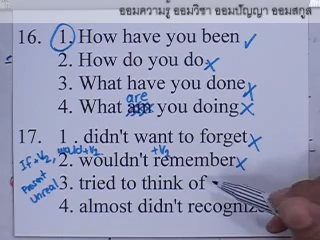 ออมความรู้ ออมวิชา ออมปัญญา ออมสกุล
16. 1. How have you been ✓
2. How do you do ✗
3. What have you done ✗
are
4. What am you doing ✗
17. 1 . didn't want to forget ✗
If+V2, would+V1 +V2
2. wouldn't remember ✗
Present 3. tried to think of
Unreal
4. almost didn't recognize